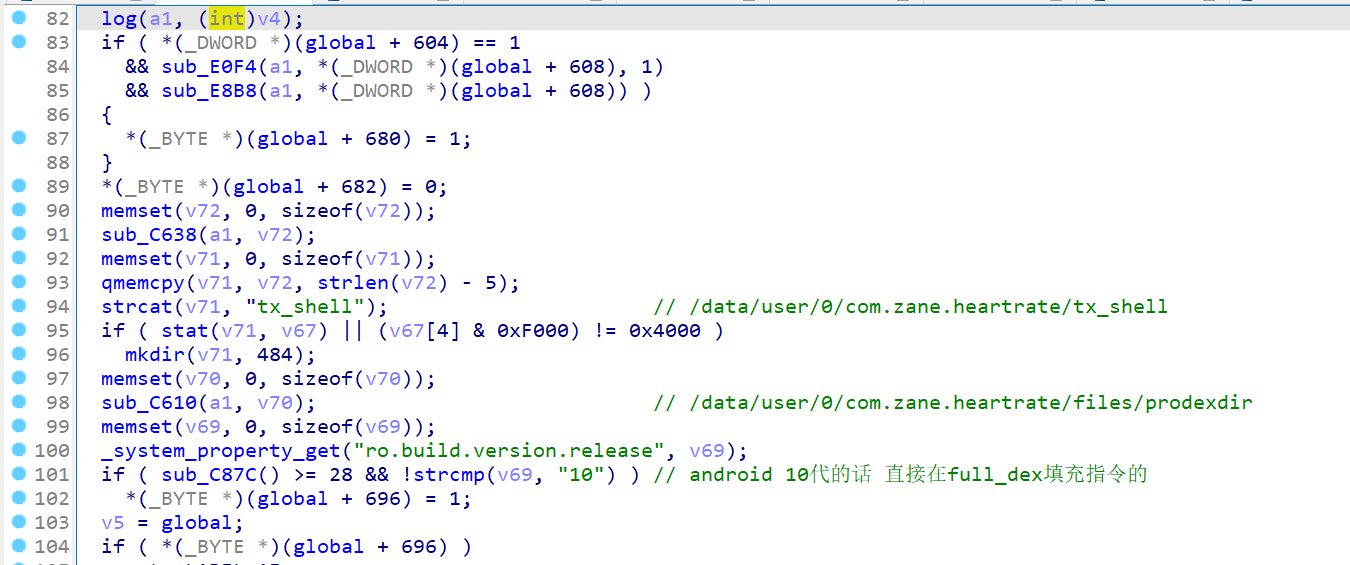 82 log(a1, (int)v4);
83 if ( *(_DWORD *)(global + 604) == 1
84 && sub_E0F4(a1, *(_DWORD *)(global + 608), 1)
85 && sub_E8B8(a1, *(_DWORD *)(global + 608)) )
86 {
87 *(_BYTE *)(global + 680) = 1;
88 }
89 *(_BYTE *)(global + 682) = 0;
90 memset(v72, 0, sizeof(v72));
91 sub_C638(a1, v72);
92 memset(v71, 0, sizeof(v71));
93 qmemcpy(v71, v72, strlen(v72) - 5);
94 strcat(v71, "tx_shell"); // /data/user/0/com.zane.heartrate/tx_shell
95 if ( stat(v71, v67) || (v67[4] & 0xF000) != 0x4000 )
96 mkdir(v71, 484);
97 memset(v70, 0, sizeof(v70));
98 sub_C610(a1, v70); // /data/user/0/com.zane.heartrate/files/prodexdir
99 memset(v69, 0, sizeof(v69));
100 _system_property_get("ro.build.version.release", v69);
101 if ( sub_C87C() >= 28 && !strcmp(v69, "10") ) // android 10代的话 直接在full_dex填充指令的
102 *(_BYTE *)(global + 696) = 1;
103 v5 = global;
104 if ( *(_BYTE *)(global + 696) )